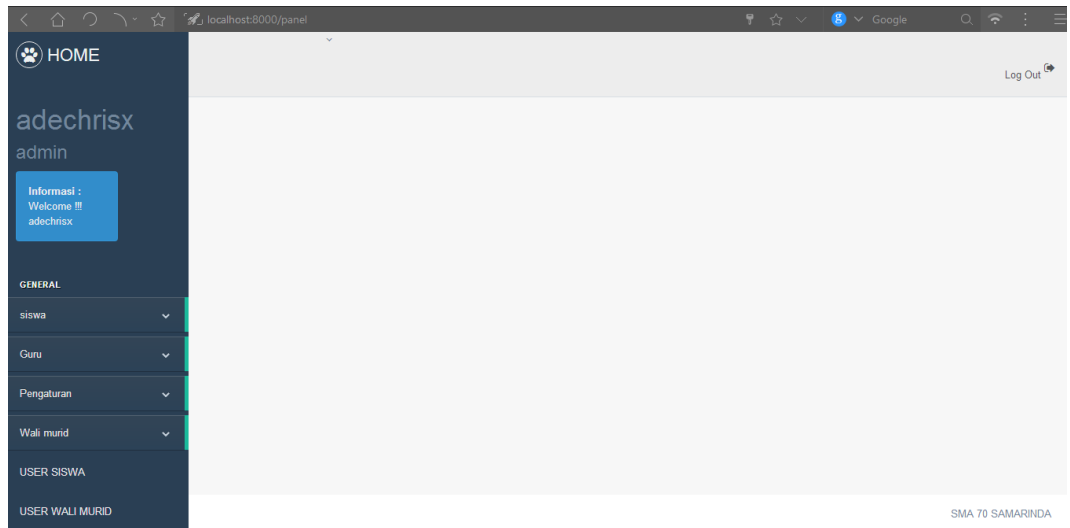 localhost:8000/panel
Google
HOME
Log Out
adechrisx
admin
Informasi :
Welcome !!!
adechrisx
GENERAL
siswa
Guru
Pengaturan
Wali murid
USER SISWA
USER WALI MURID
SMA 70 SAMARINDA